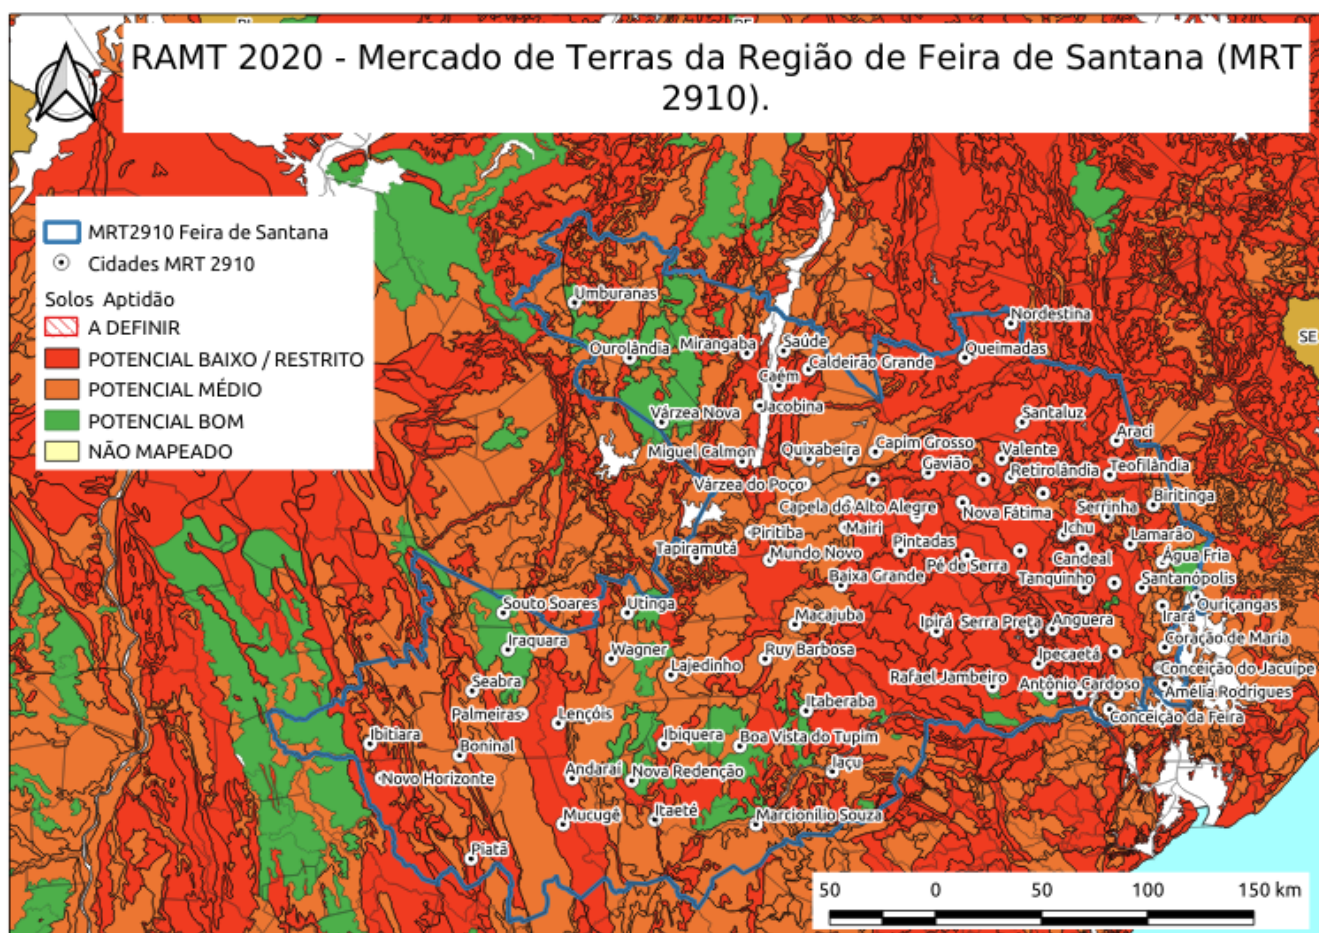 RAMT 2020 - Mercado de Terras da Região de Feira de Santana (MRT
2910).
MRT2910 Feira de Santana
Cidades MRT 2910
Solos Aptidão
A DEFINIR
POTENCIAL BAIXO / RESTRITO
POTENCIAL MÉDIO
POTENCIAL BOM
NÃO MAPEADO
Umburanas
Nordestina
SE
Ourolândia
Mirangaba
Saúde
Queimadas
Caldeirão Grande
Caém
Jacobina
Várzea Nova
Santaluz
Araci
Miguel Calmon
Quixabeira
Capim Grosso
Valente
Gavião
Retirolândia
Teofilândia
Várzea do Poço
Biritinga
Capela do Alto Alegre
Nova Fátima
Serrinha
Piritiba
Mairi
Ichu
Lamarão
Tapiramutá
Mundo Novo
Pintadas
Pé de Serra
Candeal
Água Fria
Baixa Grande
Tanquinho
Santanópolis
Souto Soares
Utinga
Ouriçangas
Macajuba
Ipirá
Serra Preta
Anguera
Irará
Iraquara
Wagner
Ruy Barbosa
Coração de Maria
Lajedinho
Ipecaetá
Conceição do Jacuípe
Seabra
Rafael Jambeiro
Antônio Cardoso
Amélia Rodrigues
Palmeiras
Lençóis
Itaberaba
Conceição da Feira
Ibitiara
Boninal
Ibiquera
Boa Vista do Tupim
Novo Horizonte
Andaraí
Nova Redenção
Iaçu
Mucugê
Itaeté
Marcionílio Souza
Piatã
50 0 50 100 150 km